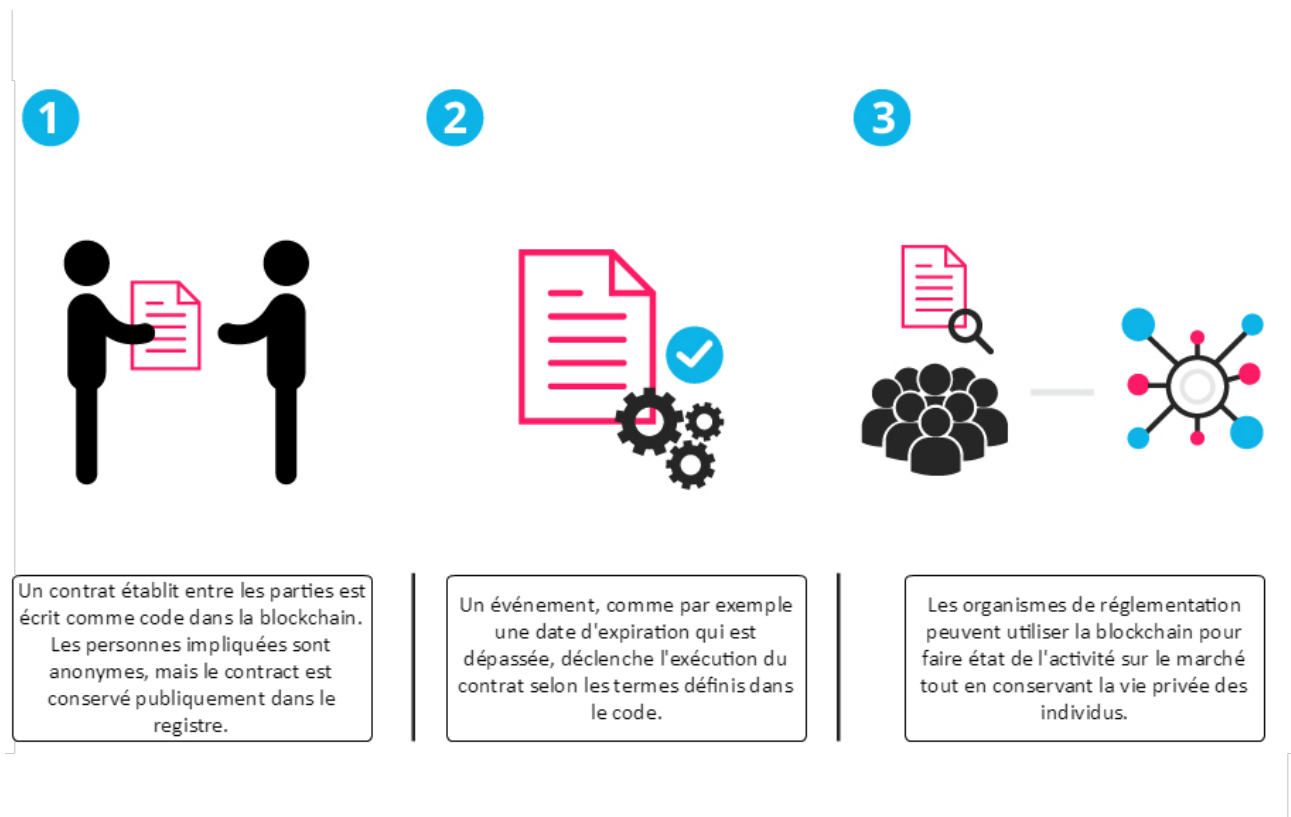 1
2
3
Un contrat établit entre les parties est
écrit comme code dans la blockchain.
Les personnes impliquées sont
anonymes, mais le contract est
conservé publiquement dans le
registre.
Un événement, comme par exemple
une date d'expiration qui est
dépassée, déclenche l'exécution du
contrat selon les termes définis dans
le code.
Les organismes de réglementation
peuvent utiliser la blockchain pour
faire état de l'activité sur le marché
tout en conservant la vie privée des
individus.